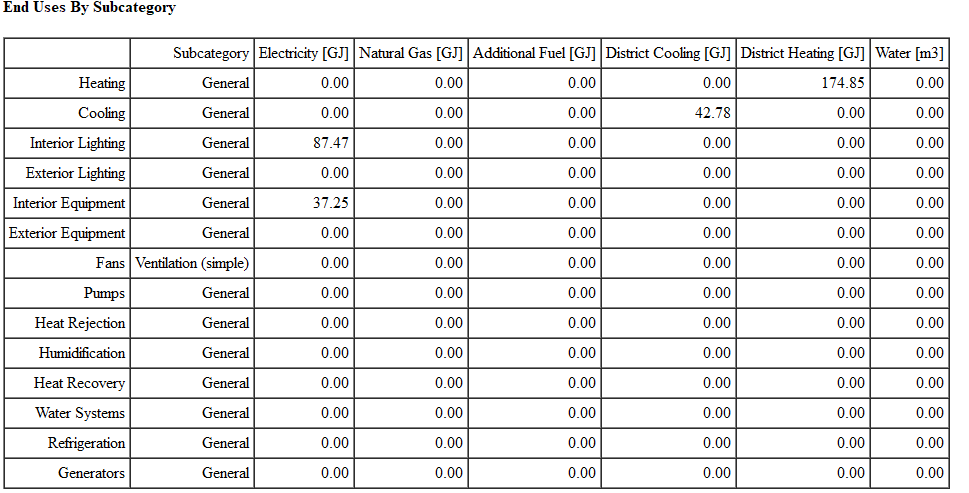 End Uses By Subcategory
Subcategory Electricity [GJ] Natural Gas [GJ] Additional Fuel [GJ] District Cooling [GJ] District Heating [GJ] Water [m3]
Heating General 0.00 0.00 0.00 0.00 174.85 0.00
Cooling General 0.00 0.00 0.00 42.78 0.00 0.00
Interior Lighting General 87.47 0.00 0.00 0.00 0.00 0.00
Exterior Lighting General 0.00 0.00 0.00 0.00 0.00 0.00
Interior Equipment General 37.25 0.00 0.00 0.00 0.00 0.00
Exterior Equipment General 0.00 0.00 0.00 0.00 0.00 0.00
Fans Ventilation (simple) 0.00 0.00 0.00 0.00 0.00 0.00
Pumps General 0.00 0.00 0.00 0.00 0.00 0.00
Heat Rejection General 0.00 0.00 0.00 0.00 0.00 0.00
Humidification General 0.00 0.00 0.00 0.00 0.00 0.00
Heat Recovery General 0.00 0.00 0.00 0.00 0.00 0.00
Water Systems General 0.00 0.00 0.00 0.00 0.00 0.00
Refrigeration General 0.00 0.00 0.00 0.00 0.00 0.00
Generators General 0.00 0.00 0.00 0.00 0.00 0.00